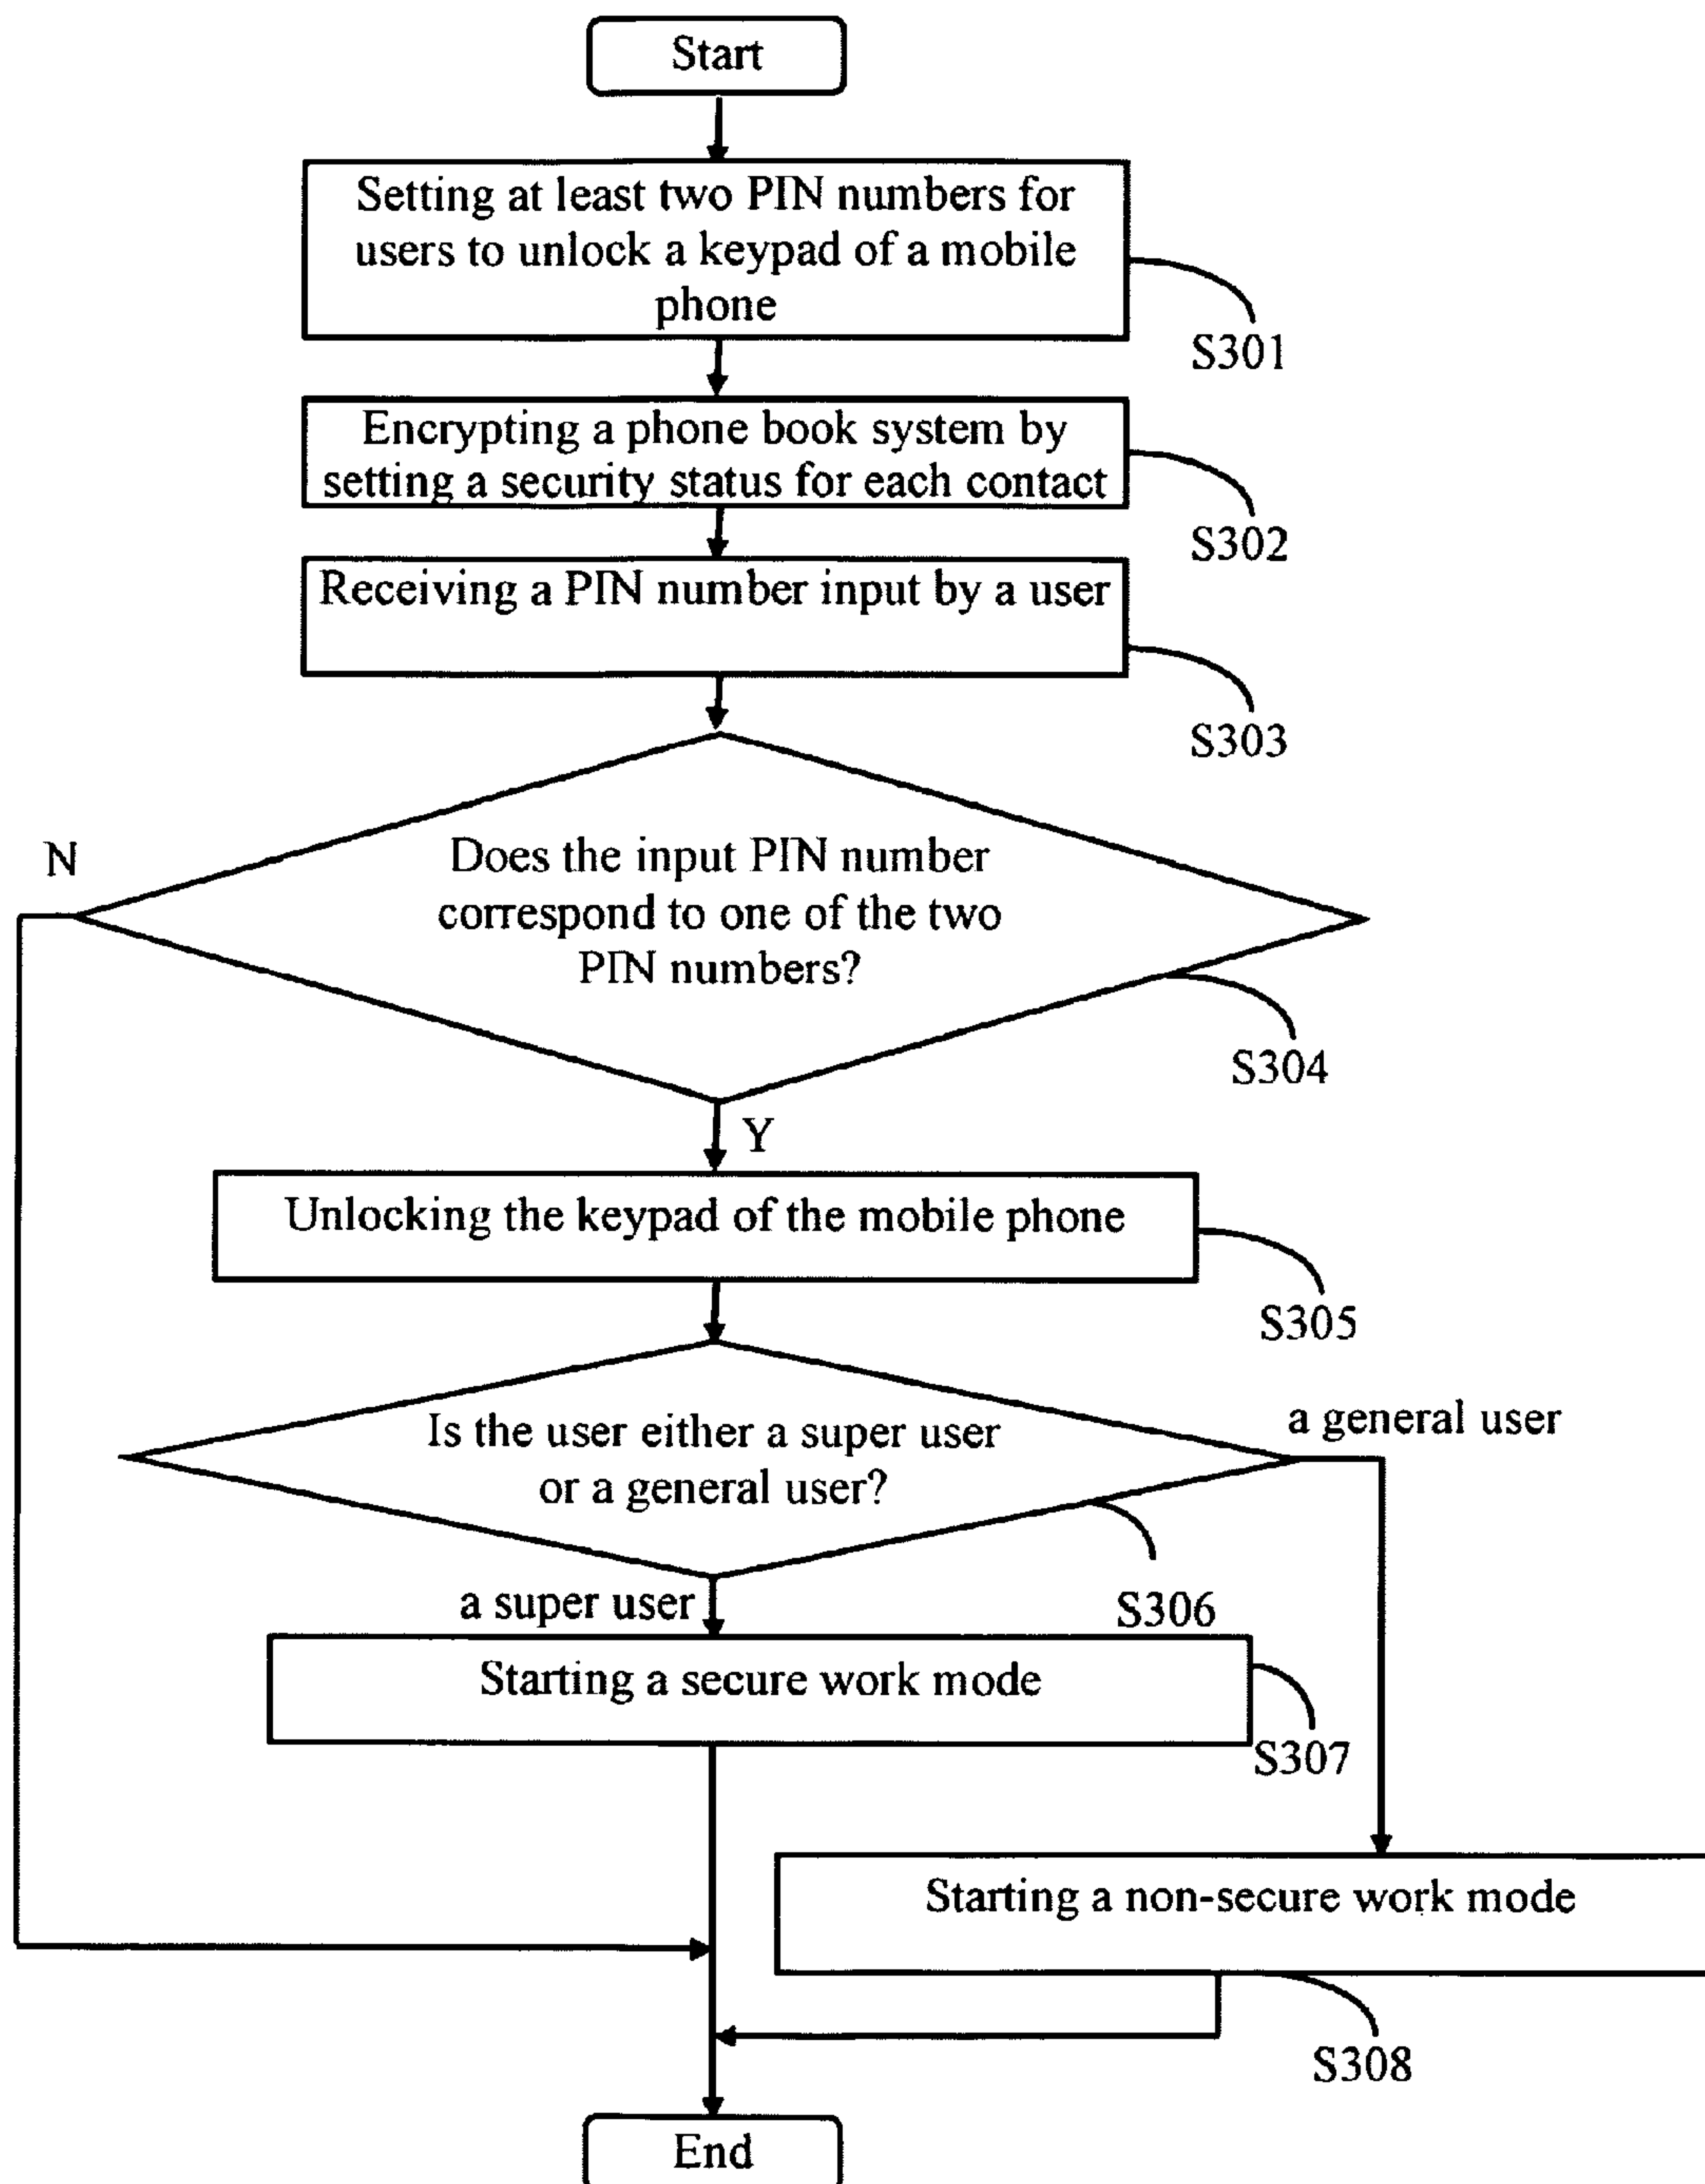 Start
Setting at least two PIN numbers for
users to unlock a keypad of a mobile
phone
S301
Encrypting a phone book system by
setting a security status for each contact
S302
Receiving a PIN number input by a user
S303
N
Does the input PIN number
correspond to one of the two
PIN numbers?
S304
Y
Unlocking the keypad of the mobile phone
S305
Is the user either a super user
or a general user?
a general user
S306
a super user
Starting a secure work mode
S307
Starting a non-secure work mode
S308
End